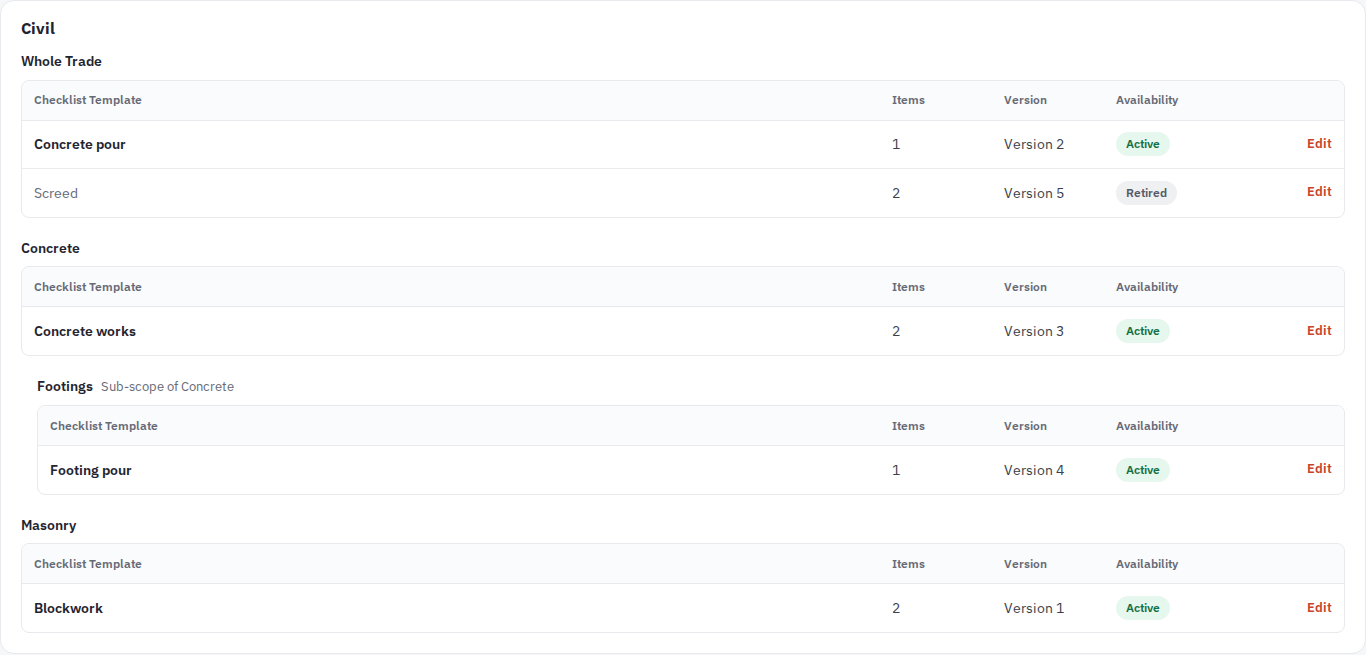 Civil
Whole Trade
Checklist Template Items Version Availability
Concrete pour 1 Version 2 Active Edit
Screed 2 Version 5 Retired Edit
Concrete
Checklist Template Items Version Availability
Concrete works 2 Version 3 Active Edit
Footings Sub-scope of Concrete
Checklist Template Items Version Availability
Footing pour 1 Version 4 Active Edit
Masonry
Checklist Template Items Version Availability
Blockwork 2 Version 1 Active Edit